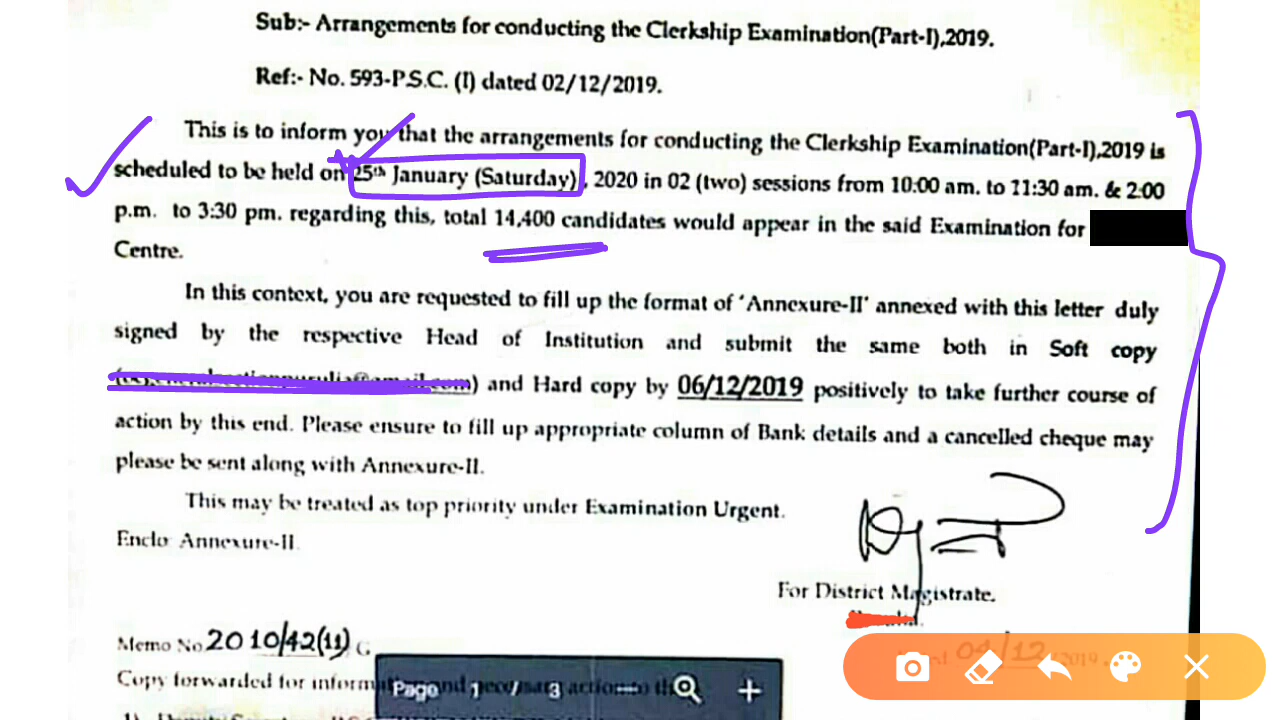 Sub:- Arrangements for conducting the Clerkship Examination(Part-I),2019.
Ref:- No. 593-P.S.C. (I) dated 02/12/2019.
This is to inform you that the arrangements for conducting the Clerkship Examination(Part-I),2019 is
scheduled to be held on 25th January (Saturday), 2020 in 02 (two) sessions from 10:00 am. to 11:30 am. & 2:00
p.m. to 3:30 pm. regarding this, total 14,400 candidates would appear in the said Examination for
Centre.
In this context, you are requested to fill up the format of 'Annexure-II' annexed with this letter duly
signed by the respective Head of Institution and submit the same both in Soft copy
) and Hard copy by 06/12/2019 positively to take further course of
action by this end. Please ensure to fill up appropriate column of Bank details and a cancelled cheque may
please be sent along with Annexure-II.
This may be treated as top priority under Examination Urgent.
Enclo: Annexure-II.
For District Magistrate.
Memo No. 2010/42(11) G
04/12/2019.
Copy forwarded for
Page 1 / 3